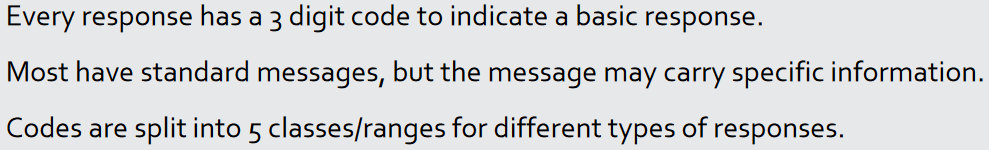 Every response has a 3 digit code to indicate a basic response.
Most have standard messages, but the message may carry specific information.
Codes are split into 5 classes/ranges for different types of responses.